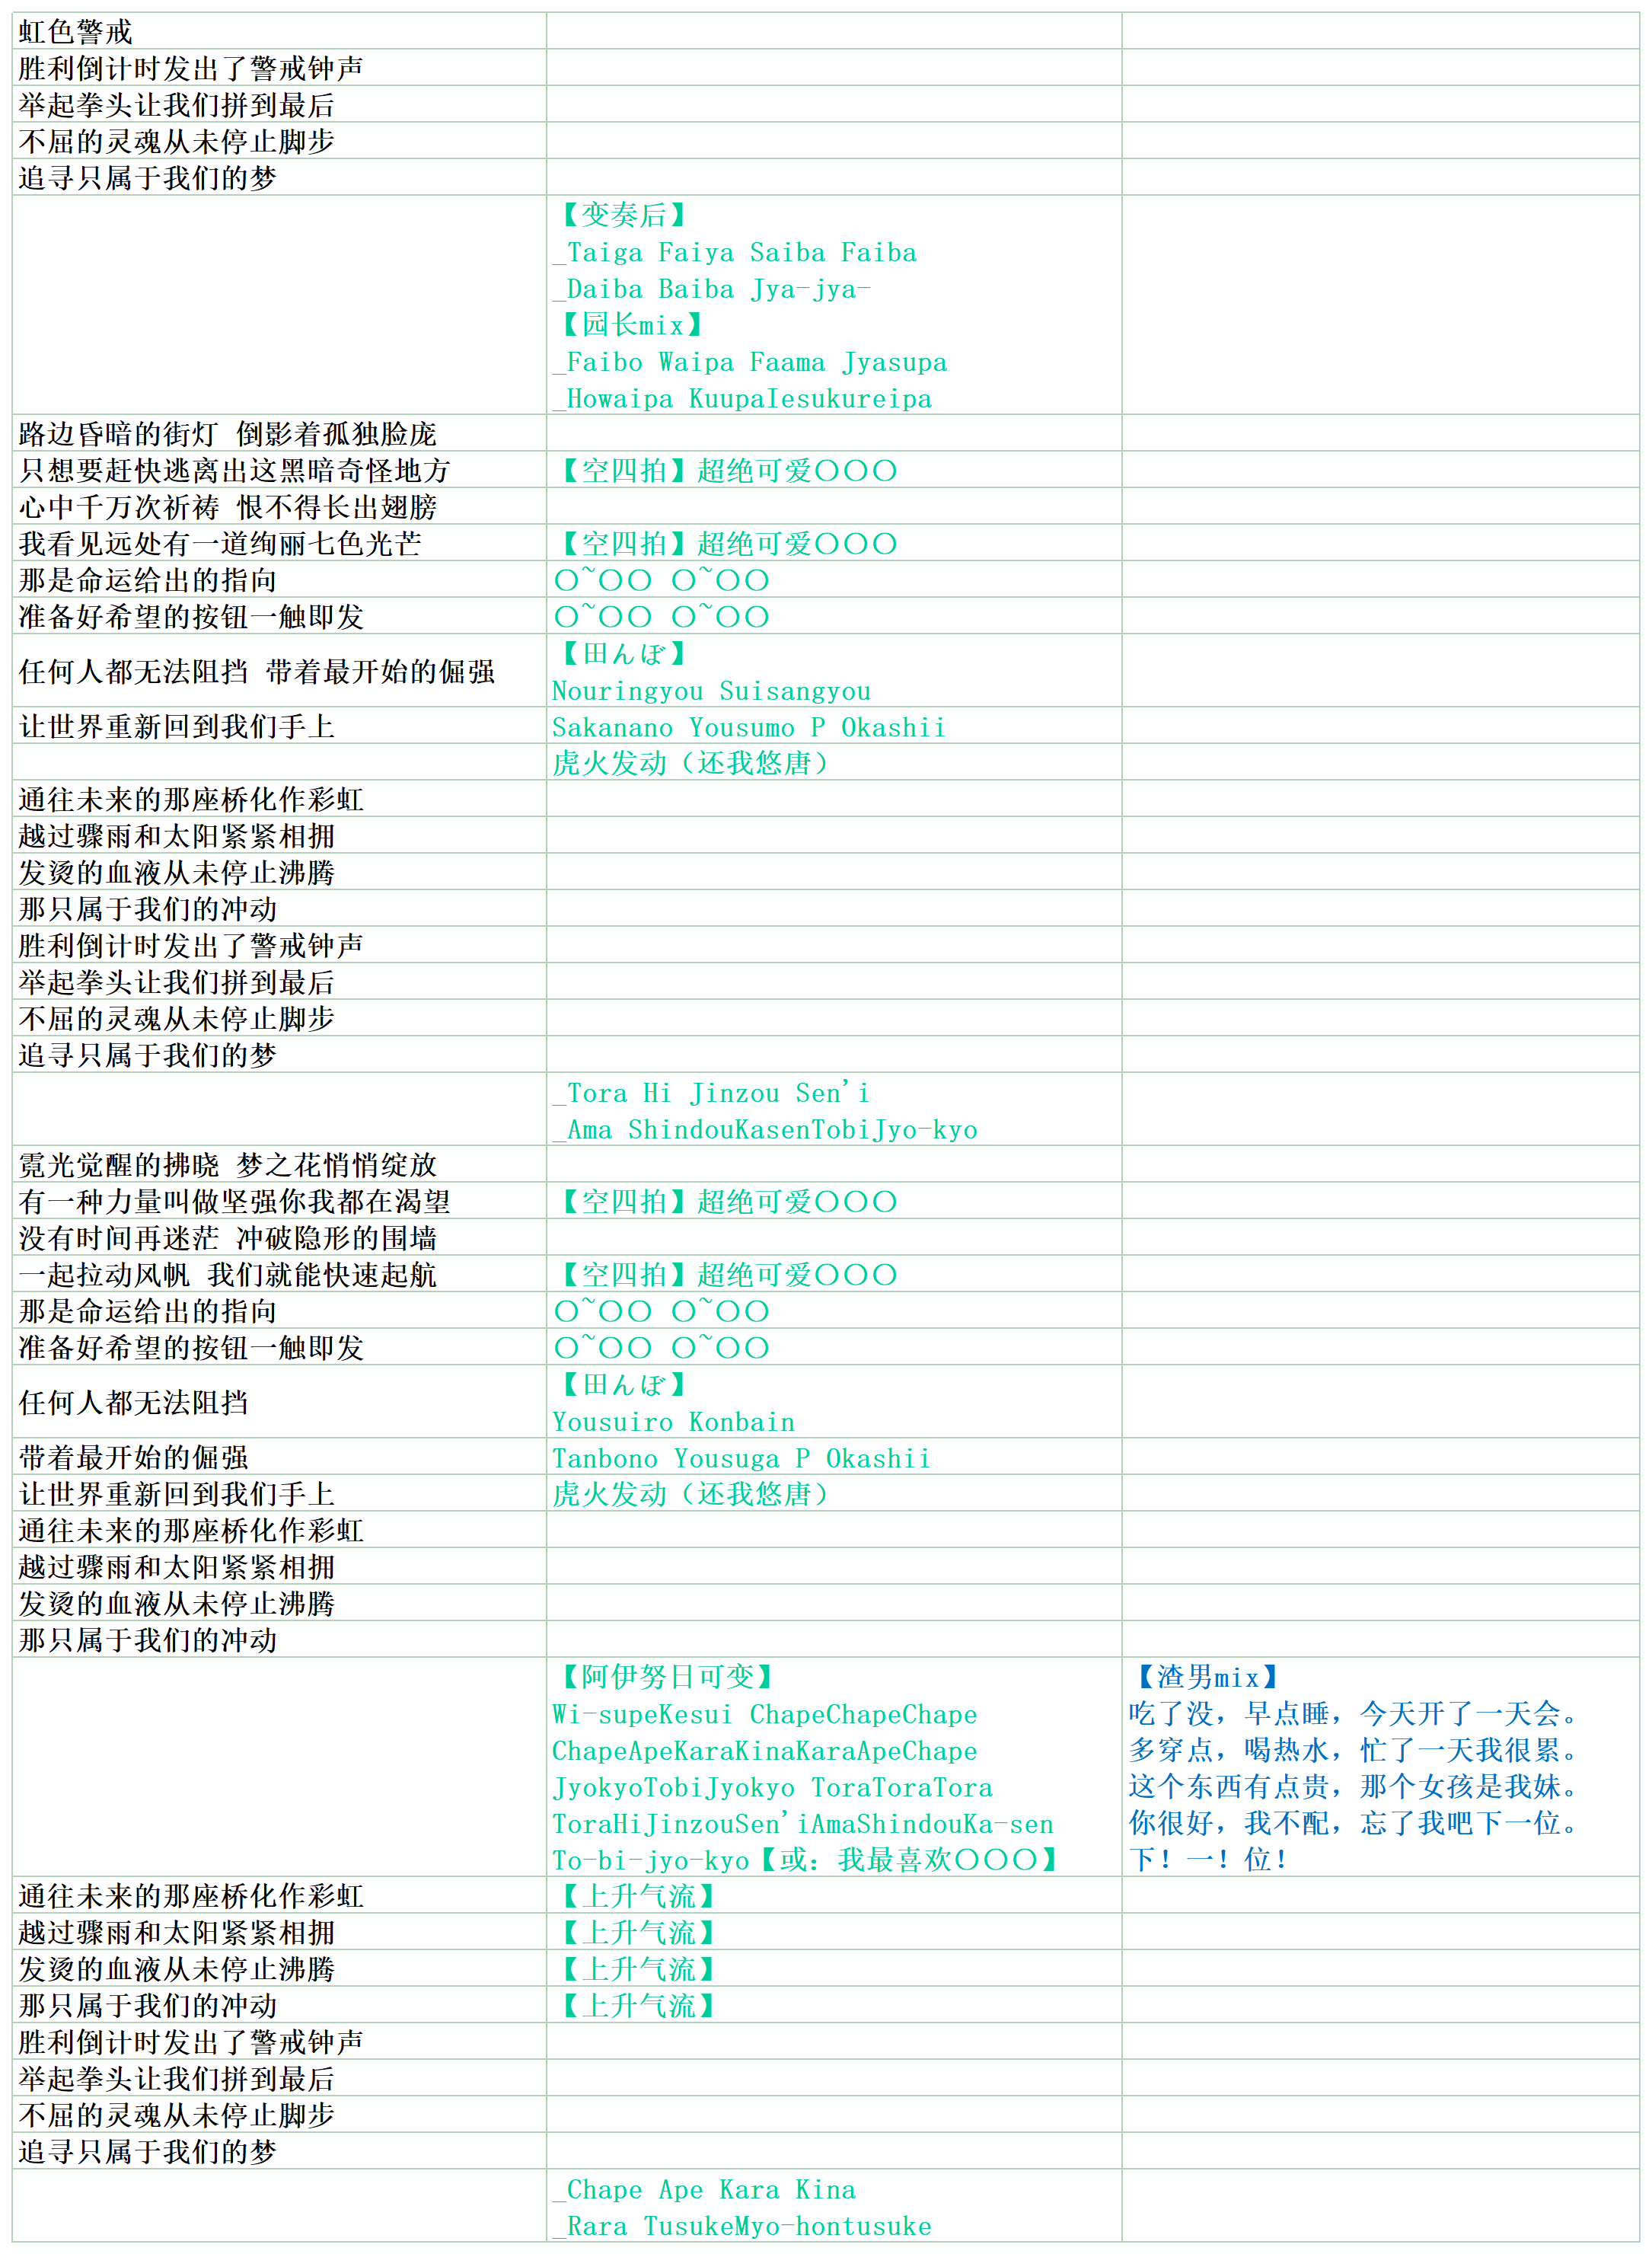 虹色警戒
胜利倒计时发出了警戒钟声
举起拳头让我们拼到最后
不屈的灵魂从未停止脚步
追寻只属于我们的梦
【变奏后】
_Taiga Faiya Saiba Faiba
_Daiba Baiba Jya-jya-
【园长mix】
_Faibo Waipa Faama Jyasupa
_Howaipa KuupaIesukureipa
路边昏暗的街灯 倒影着孤独脸庞
只想要赶快逃离出这黑暗奇怪地方 【空四拍】超绝可爱〇〇〇
心中千万次祈祷 恨不得长出翅膀
我看见远处有一道绚丽七色光芒 【空四拍】超绝可爱〇〇〇
那是命运给出的指向 〇~〇〇 〇~〇〇
准备好希望的按钮一触即发 〇~〇〇 〇~〇〇
任何人都无法阻挡 带着最开始的倔强
【田んぼ】
Nouringyou Suisangyou
让世界重新回到我们手上 Sakanano Yousumo P Okashii
虎火发动（还我悠唐）
通往未来的那座桥化作彩虹
越过骤雨和太阳紧紧相拥
发烫的血液从未停止沸腾
那只属于我们的冲动
胜利倒计时发出了警戒钟声
举起拳头让我们拼到最后
不屈的灵魂从未停止脚步
追寻只属于我们的梦
_Tora Hi Jinzou Sen'i
_Ama ShindouKasenTobiJyo-kyo
霓光觉醒的拂晓 梦之花悄悄绽放
有一种力量叫做坚强你我都在渴望 【空四拍】超绝可爱〇〇〇
没有时间再迷茫 冲破隐形的围墙
一起拉动风帆 我们就能快速起航 【空四拍】超绝可爱〇〇〇
那是命运给出的指向 〇~〇〇 〇~〇〇
准备好希望的按钮一触即发 〇~〇〇 〇~〇〇
任何人都无法阻挡
【田んぼ】
Yousuiro Konbain
带着最开始的倔强 Tanbono Yousuga P Okashii
让世界重新回到我们手上 虎火发动（还我悠唐）
通往未来的那座桥化作彩虹
越过骤雨和太阳紧紧相拥
发烫的血液从未停止沸腾
那只属于我们的冲动
【阿伊努日可变】
Wi-supeKesui ChapeChapeChape
ChapeApeKaraKinaKaraApeChape
JyokyoTobiJyokyo ToraToraTora
ToraHiJinzouSen'iAmaShindouKa-sen
To-bi-jyo-kyo【或：我最喜欢〇〇〇】
【渣男mix】
吃了没，早点睡，今天开了一天会。
多穿点，喝热水，忙了一天我很累。
这个东西有点贵，那个女孩是我妹。
你很好，我不配，忘了我吧下一位。
下！一！位！
通往未来的那座桥化作彩虹 【上升气流】
越过骤雨和太阳紧紧相拥 【上升气流】
发烫的血液从未停止沸腾 【上升气流】
那只属于我们的冲动 【上升气流】
胜利倒计时发出了警戒钟声
举起拳头让我们拼到最后
不屈的灵魂从未停止脚步
追寻只属于我们的梦
_Chape Ape Kara Kina
_Rara TusukeMyo-hontusuke